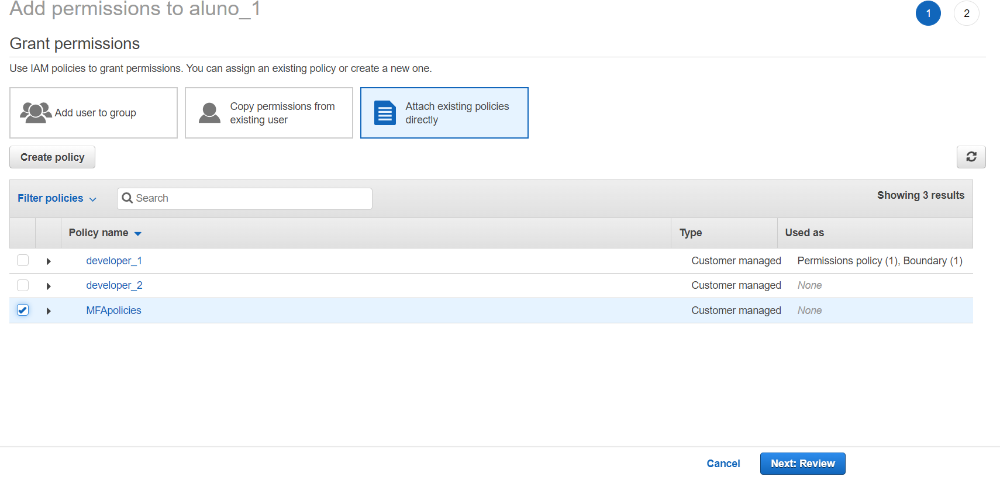 Add permissions to aluno_1
1
2
Grant permissions
Use IAM policies to grant permissions. You can assign an existing policy or create a new one.
Add user to group
Copy permissions from
existing user
Attach existing policies
directly
Create policy
Filter policies
Search
Showing 3 results
Policy name
Type
Used as
developer_1
Customer managed
Permissions policy (1), Boundary (1)
developer_2
Customer managed
None
MFApolicies
Customer managed
None
Cancel
Next: Review